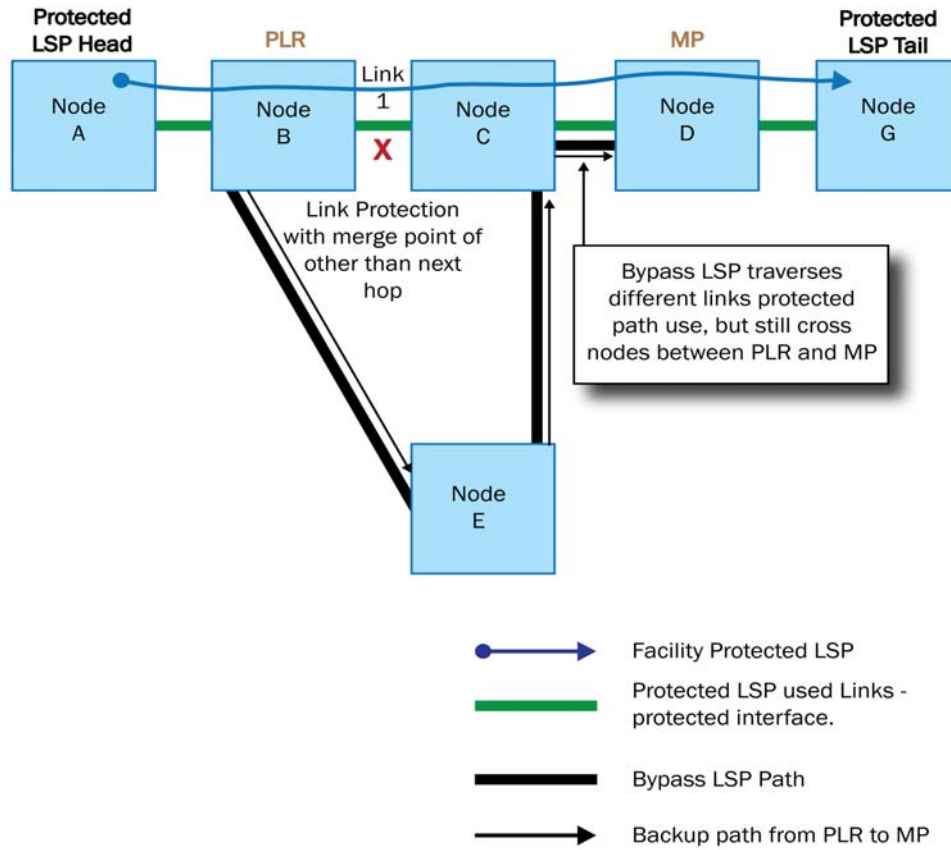 Protected
LSP Head
PLR
MP
Protected
LSP Tail
Node
A
Node
B
Link
1
X
Node
C
Node
D
Node
G
Link Protection
with merge point of
other than next
hop
Bypass LSP traverses
different links protected
path use, but still cross
nodes between PLR and MP
Node
E
Facility Protected LSP
Protected LSP used Links -
protected interface.
Bypass LSP Path
Backup path from PLR to MP